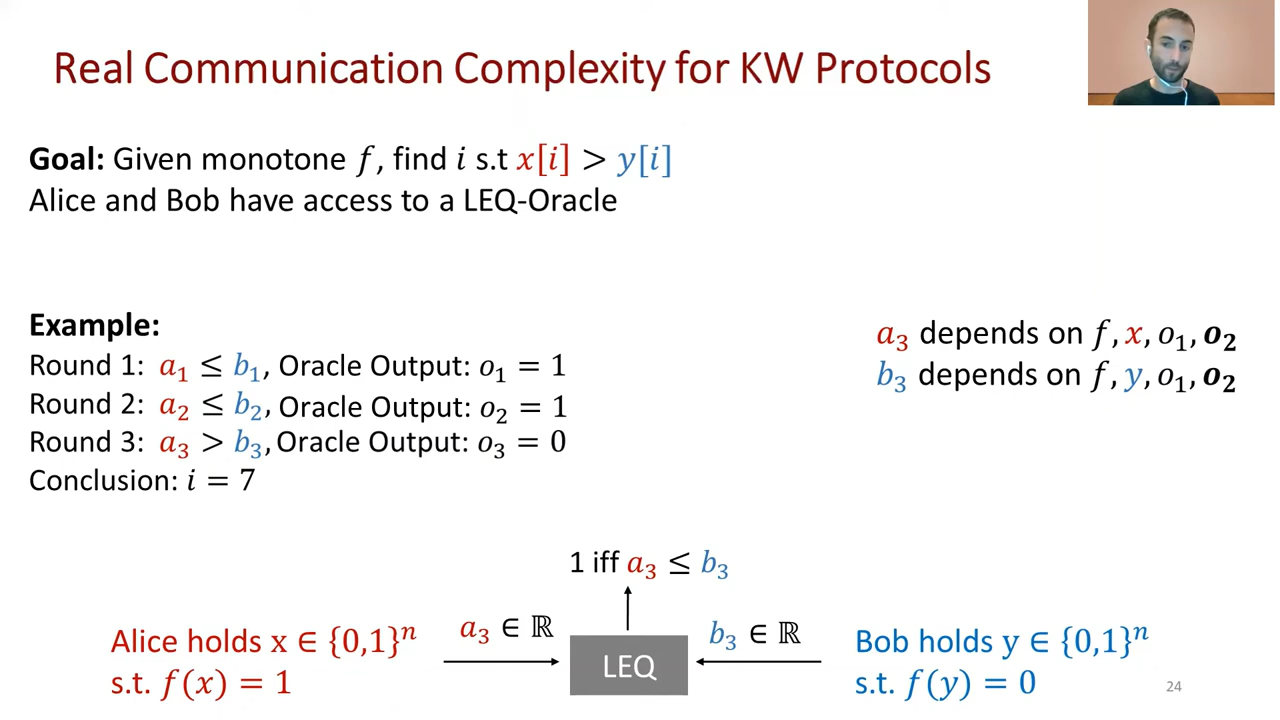 Real Communication Complexity for KW Protocols
Goal: Given monotone f, find i s.t x[i] > y[i]
Alice and Bob have access to a LEQ-Oracle
Example:
Round 1: a₁ ≤ b₁, Oracle Output: o₁ = 1
Round 2: a₂ ≤ b₂, Oracle Output: o₂ = 1
Round 3: a₃ > b₃, Oracle Output: o₃ = 0
Conclusion: i = 7
a₃ depends on f, x, o₁, o₂
b₃ depends on f, y, o₁, o₂
1 iff a₃ ≤ b₃
a₃ ∈ ℝ
b₃ ∈ ℝ
LEQ
Alice holds x ∈ {0,1}ⁿ
s.t. f(x) = 1
Bob holds y ∈ {0,1}ⁿ
s.t. f(y) = 0
24